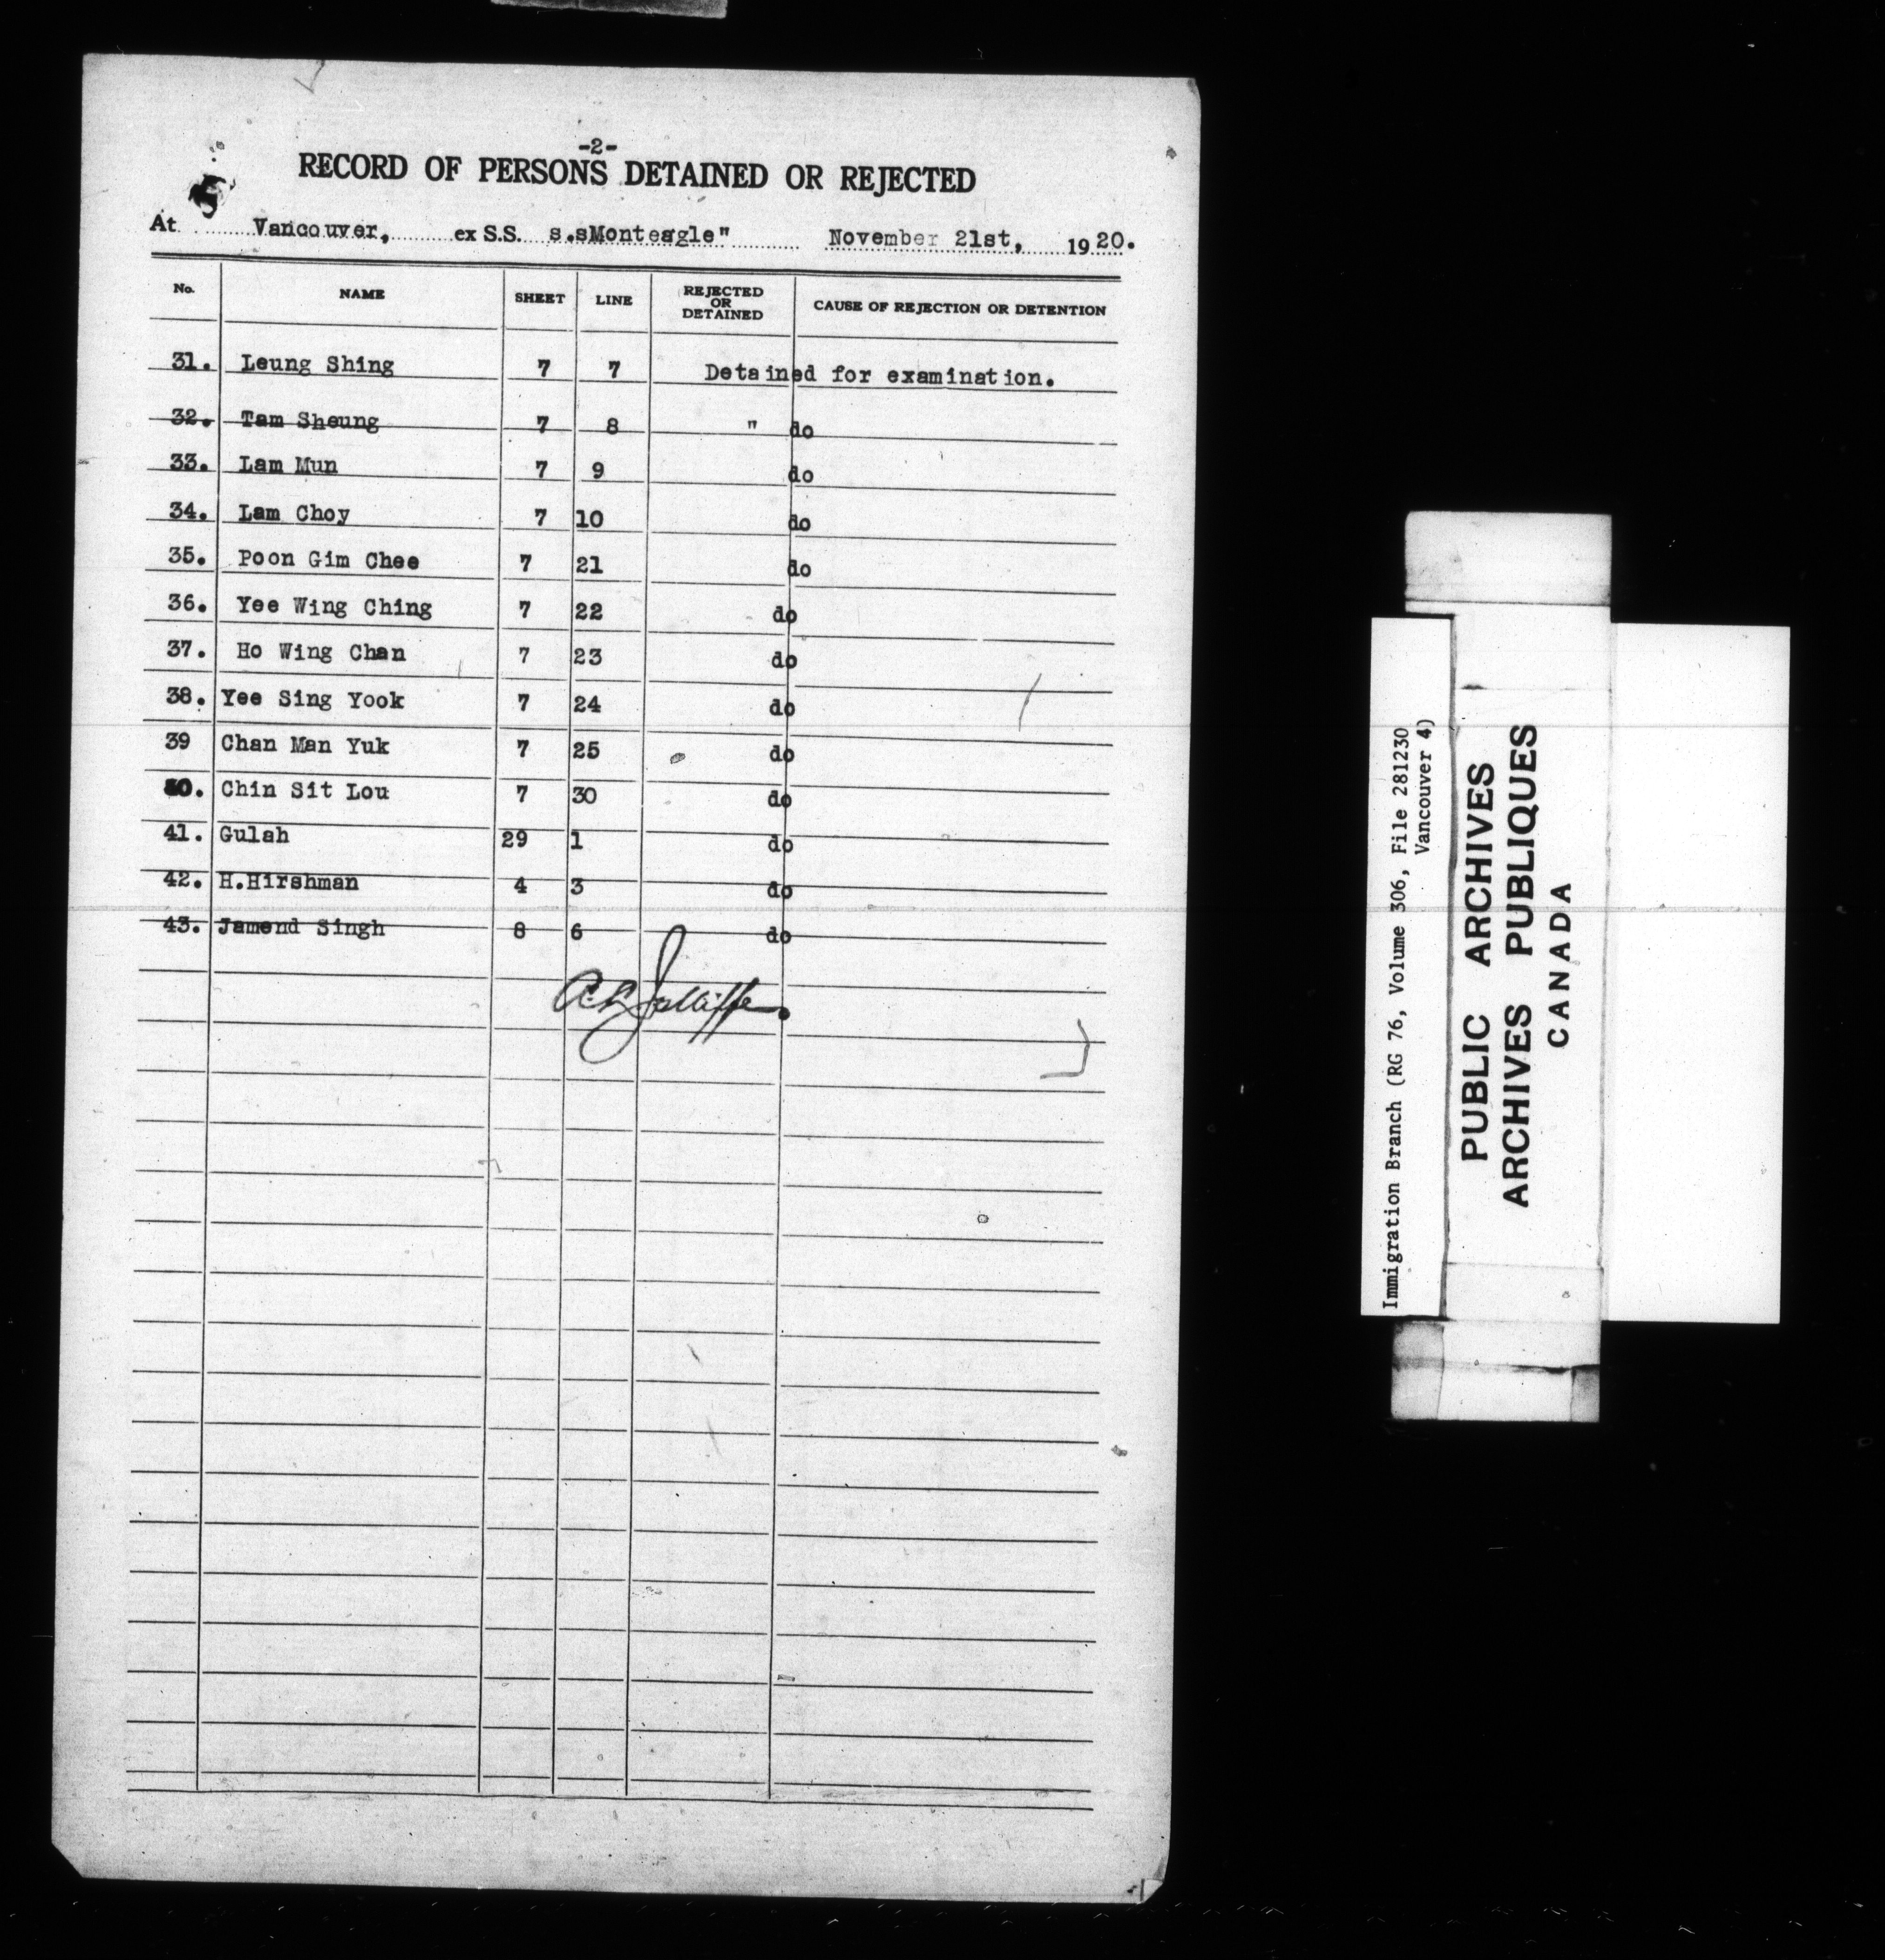 -2-
RECORD OF PERSONS DETAINED OR REJECTED
At Vancouver, ex S.S. s.sMonteagle" November 21st, 1920.
No. NAME SHEET LINE REJECTED OR DETAINED CAUSE OF REJECTION OR DETENTION
31. Leung Shing 7 7 Detained for examination.
32. Tam Sheung 7 8 " do
33. Lam Mun 7 9 do
34. Lam Choy 7 10 do
35. Poon Gim Chee 7 21 do
36. Yee Wing Ching 7 22 do
37. Ho Wing Chan 7 23 do
38. Yee Sing Yook 7 24 do
39 Chan Man Yuk 7 25 do
40. Chin Sit Lou 7 30 do
41. Gulah 29 1 do
42. H.Hirshman 4 3 do
43. Jamend Singh 8 6 do
Jolliffe.
Immigration Branch (RG 76, Volume 306, File 281230
Vancouver 4)
PUBLIC ARCHIVES
ARCHIVES PUBLIQUES
CANADA